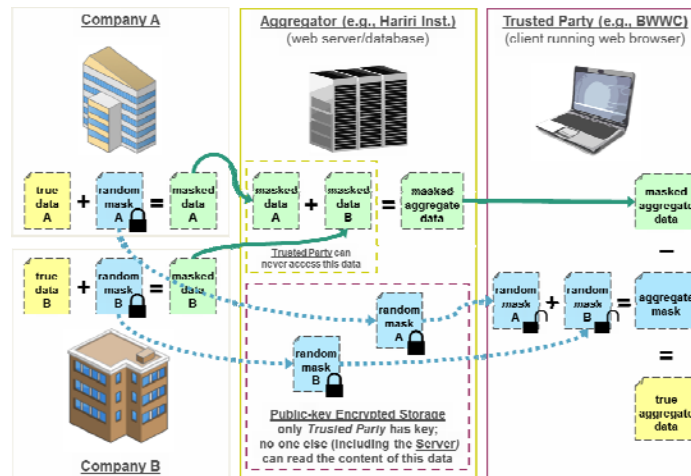 Company A
Aggregator (e.g., Hariri Inst.)
(web server/database)
Trusted Party (e.g., BWWC)
(client running web browser)
true
data
A
+
random
mask
A
=
masked
data
A
masked
data
A
+
masked
data
B
=
masked
aggregate
data
masked
aggregate
data
Trusted Party can
never access this data
−
true
data
B
+
random
mask
B
=
masked
data
B
random
mask
A
random
mask
B
random
mask
A
+
random
mask
B
=
aggregate
mask
=
true
aggregate
data
Public-key Encrypted Storage
only Trusted Party has key;
no one else (including the Server)
can read the content of this data
Company B